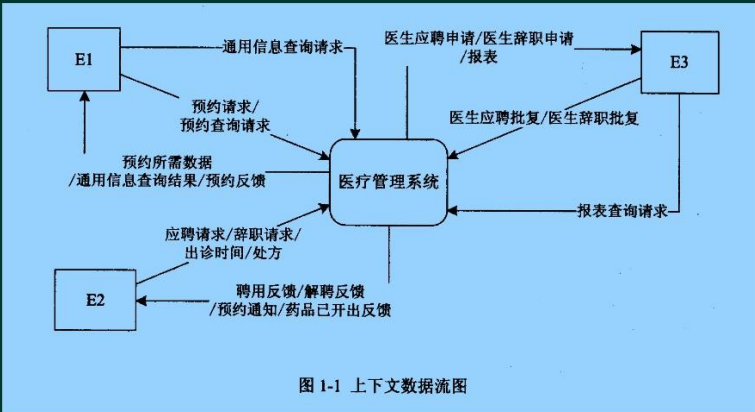 E1
通用信息查询请求
医生应聘申请/医生辞职申请
/报表
E3
预约请求/
预约查询请求
医生应聘批复/医生辞职批复
预约所需数据
/通用信息查询结果/预约反馈
医疗管理系统
报表查询请求
应聘请求/辞职请求/
出诊时间/处方
E2
聘用反馈/解聘反馈
/预约通知/药品已开出反馈
图 1-1 上下文数据流图